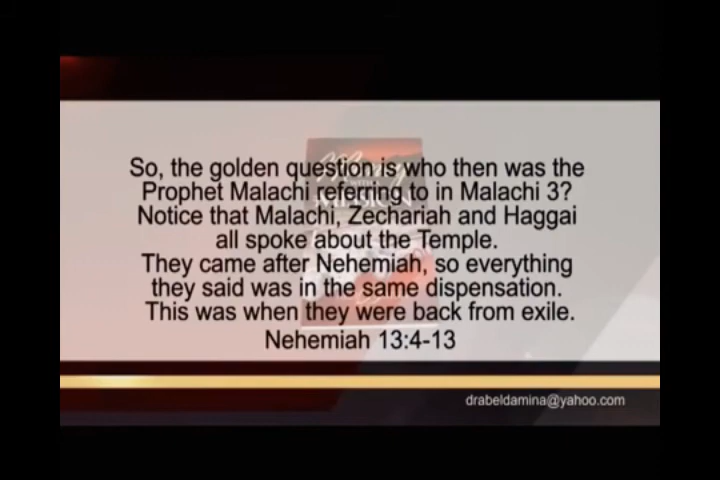 So, the golden question is who then was the
Prophet Malachi referring to in Malachi 3?
Notice that Malachi, Zechariah and Haggai
all spoke about the Temple.
They came after Nehemiah, so everything
they said was in the same dispensation.
This was when they were back from exile.
Nehemiah 13:4-13
drabeldamina@yahoo.com